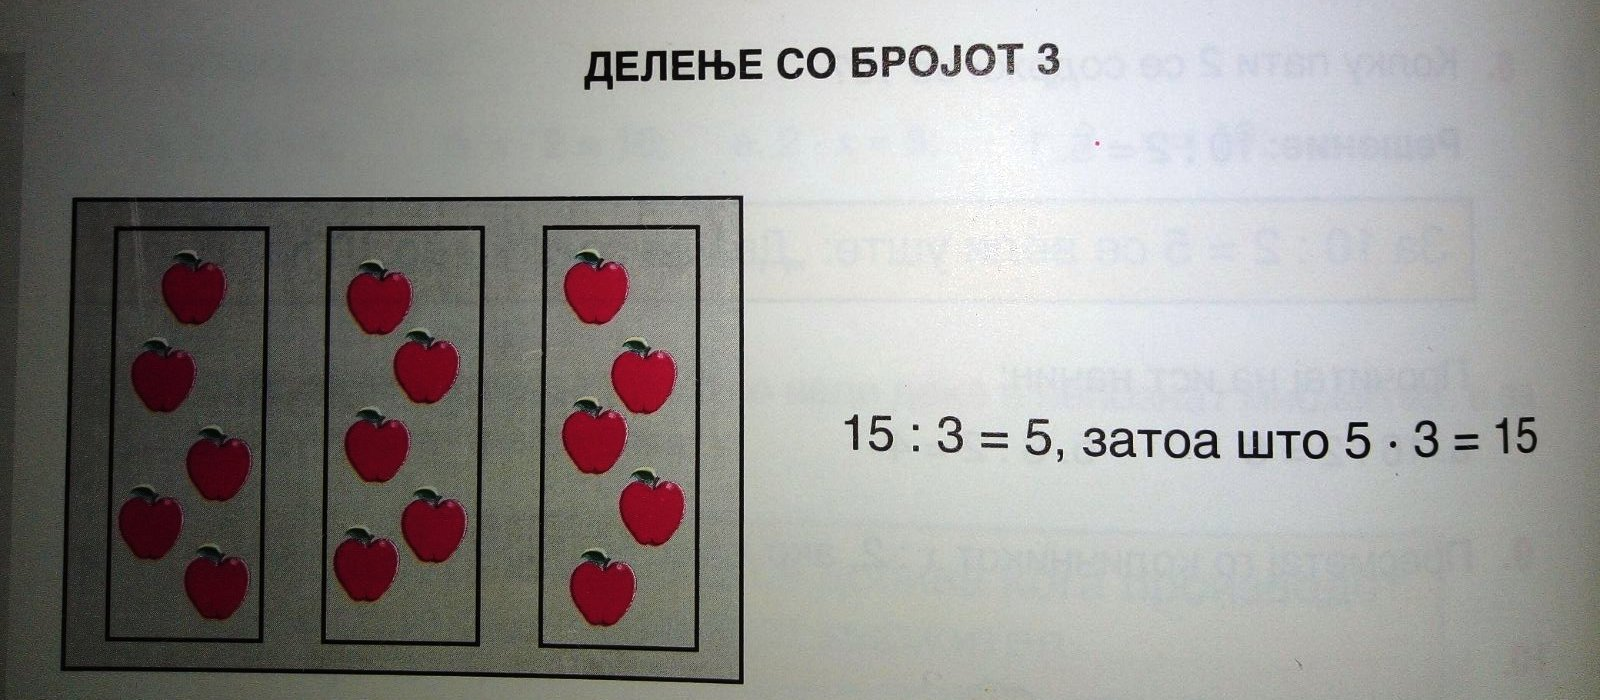 ДЕЛЕЊЕ СО БРОЈОТ 3
15 : 3 = 5, затоа што 5 · 3 = 15